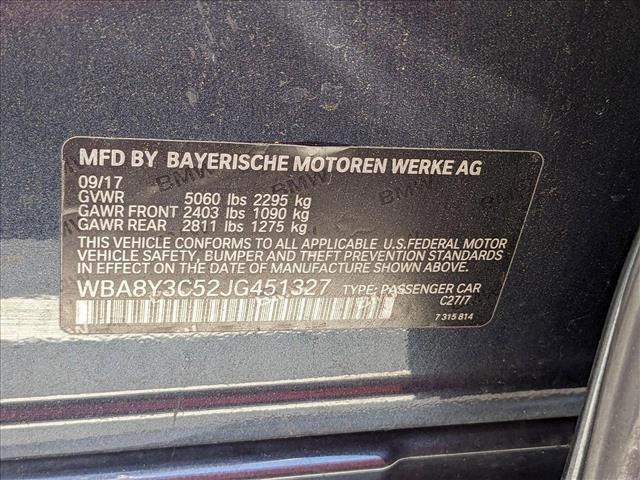 MFD BY BAYERISCHE MOTOREN WERKE AG
09/17
GVWR 5060 lbs 2295 kg
GAWR FRONT 2403 lbs 1090 kg
GAWR REAR 2811 lbs 1275 kg
THIS VEHICLE CONFORMS TO ALL APPLICABLE U.S.FEDERAL MOTOR
VEHICLE SAFETY, BUMPER AND THEFT PREVENTION STANDARDS
IN EFFECT ON THE DATE OF MANUFACTURE SHOWN ABOVE.
WBA8Y3C52JG451327 TYPE: PASSENGER CAR
C27/7
7 315 814